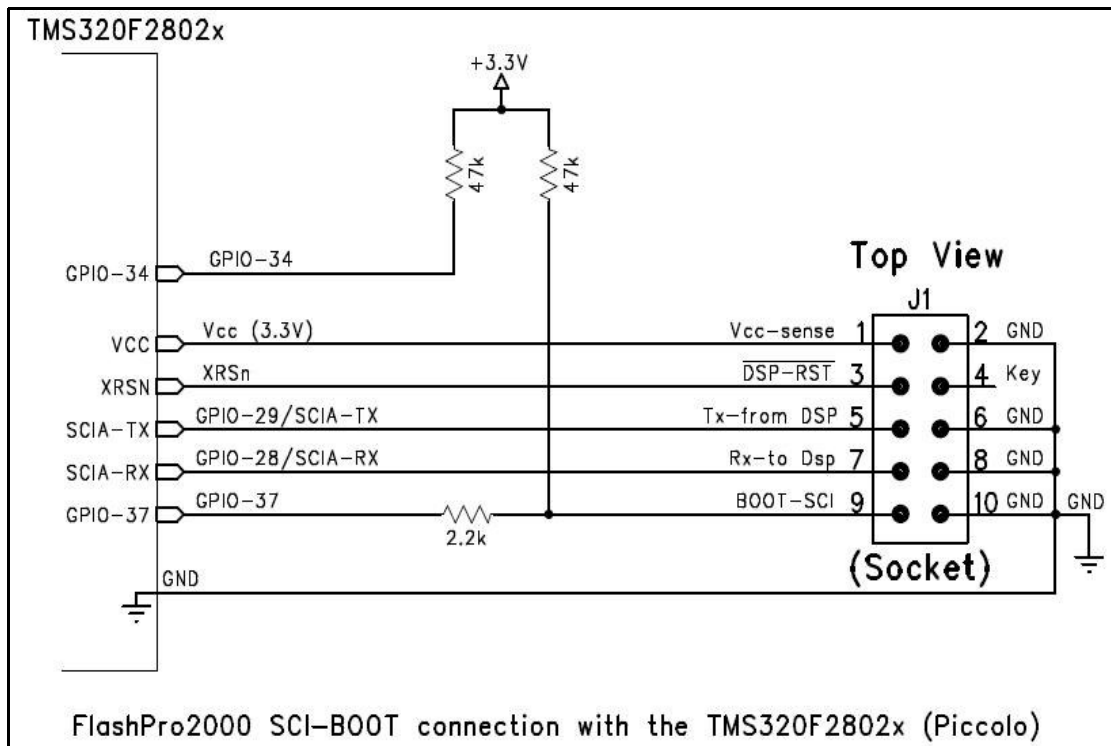 TMS320F2802x
+3.3V
47k
47k
GPIO-34
GPIO-34
Top View
J1
VCC
Vcc (3.3V)
Vcc-sense
1
2
GND
XRSN
XRSn
DSP-RST
3
4
Key
SCIA-TX
GPIO-29/SCIA-TX
Tx-from DSP
5
6
GND
SCIA-RX
GPIO-28/SCIA-RX
Rx-to Dsp
7
8
GND
GPIO-37
GPIO-37
2.2k
BOOT-SCI
9
10
GND
GND
(Socket)
GND
FlashPro2000 SCI-BOOT connection with the TMS320F2802x (Piccolo)